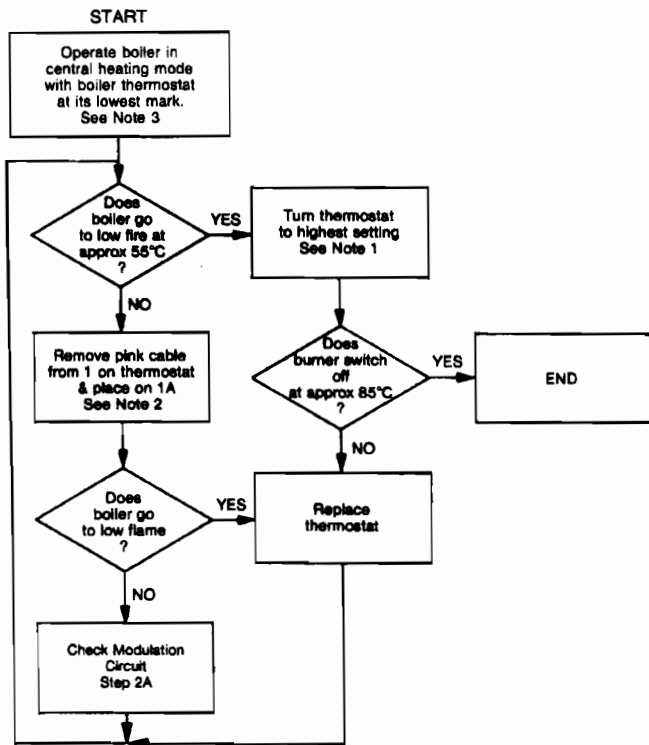 START
Operate boiler in
central heating mode
with boiler thermostat
at its lowest mark.
See Note 3
Does
boiler go
to low fire at
approx 55°C
?
YES
Turn thermostat
to highest setting
See Note 1
NO
Remove pink cable
from 1 on thermostat
& place on 1A
See Note 2
Does
burner switch
off
at approx 85°C
?
YES
END
NO
Does
boiler go
to low flame
?
YES
Replace
thermostat
NO
Check Modulation
Circuit
Step 2A